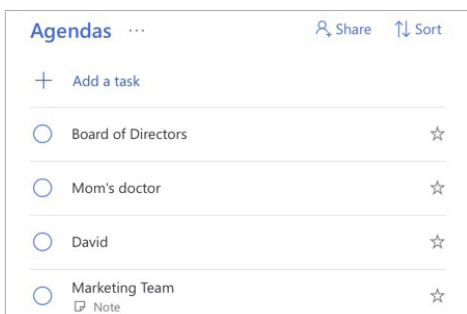 Agendas ...
Share
Sort
Add a task
Board of Directors
Mom's doctor
David
Marketing Team
Note